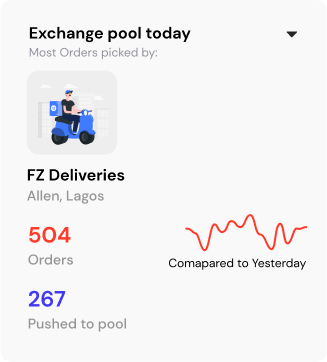 Exchange pool today
Most Orders picked by:
FZ Deliveries
Allen, Lagos
504
Orders
Comapared to Yesterday
267
Pushed to pool